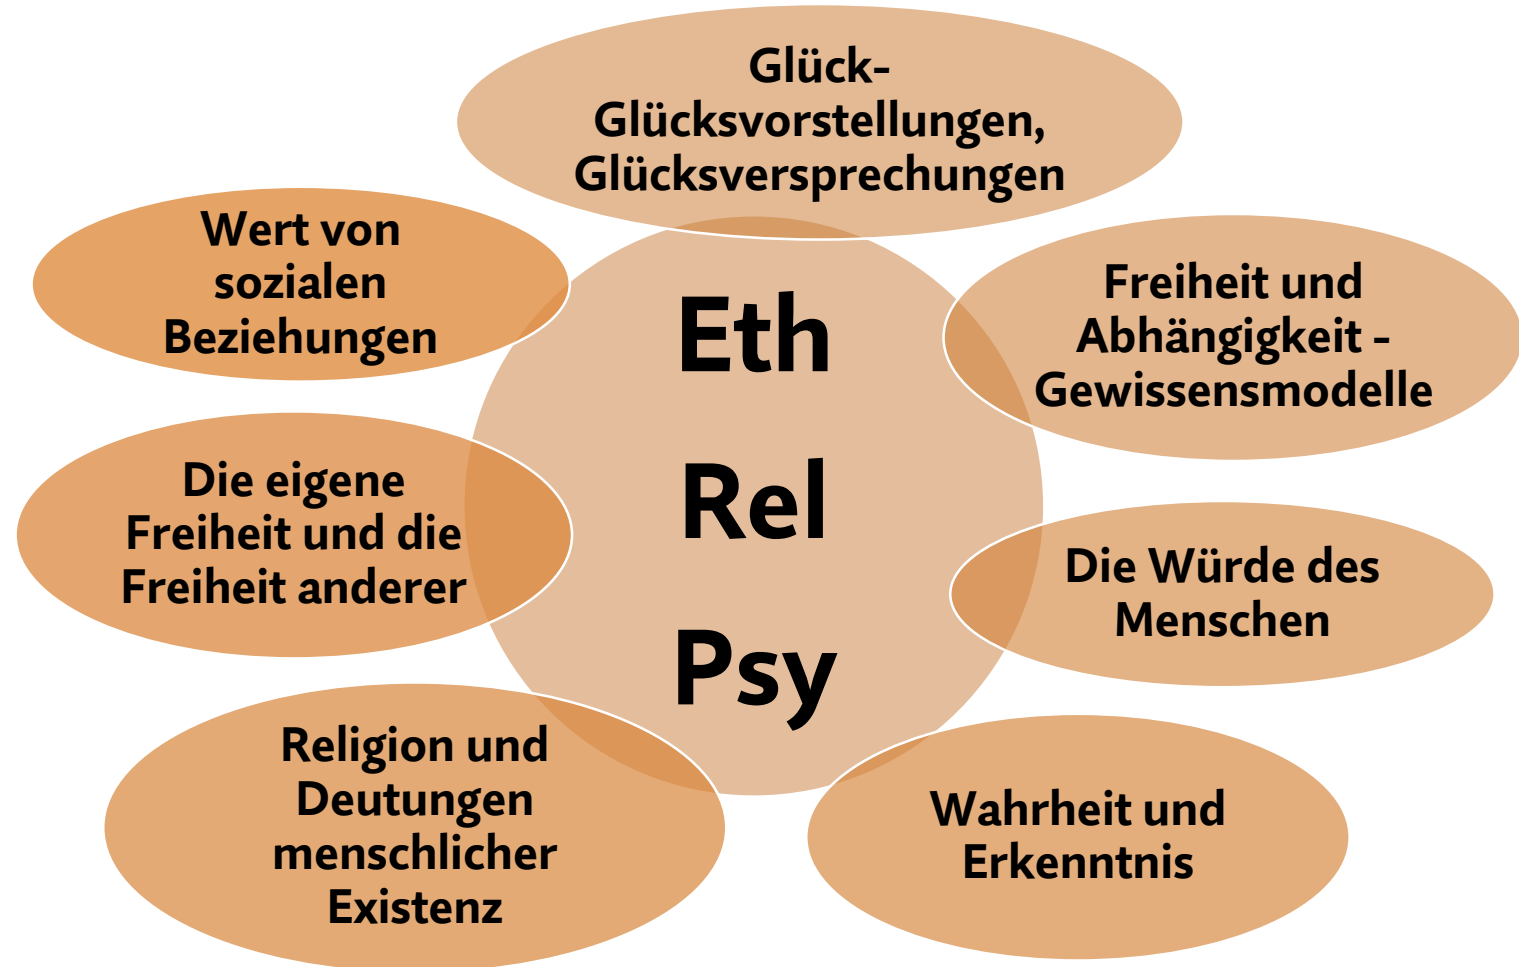 Glück-
Glücksvorstellungen,
Glücksversprechungen
Wert von
sozialen
Beziehungen
Freiheit und
Abhängigkeit -
Gewissensmodelle
Eth
Rel
Psy
Die eigene
Freiheit und die
Freiheit anderer
Die Würde des
Menschen
Religion und
Deutungen
menschlicher
Existenz
Wahrheit und
Erkenntnis